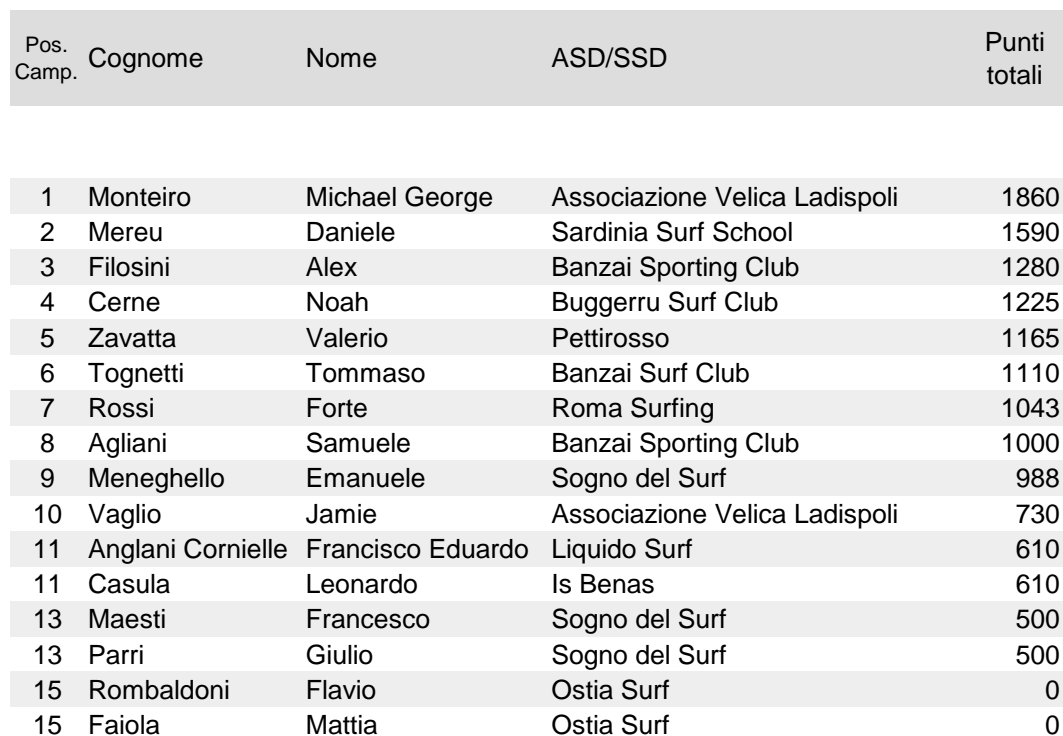 Pos. Camp. Cognome Nome ASD/SSD Punti totali
1 Monteiro Michael George Associazione Velica Ladispoli 1860
2 Mereu Daniele Sardinia Surf School 1590
3 Filosini Alex Banzai Sporting Club 1280
4 Cerne Noah Buggerru Surf Club 1225
5 Zavatta Valerio Pettirosso 1165
6 Tognetti Tommaso Banzai Surf Club 1110
7 Rossi Forte Roma Surfing 1043
8 Agliani Samuele Banzai Sporting Club 1000
9 Meneghello Emanuele Sogno del Surf 988
10 Vaglio Jamie Associazione Velica Ladispoli 730
11 Anglani Cornielle Francisco Eduardo Liquido Surf 610
11 Casula Leonardo Is Benas 610
13 Maesti Francesco Sogno del Surf 500
13 Parri Giulio Sogno del Surf 500
15 Rombaldoni Flavio Ostia Surf 0
15 Faiola Mattia Ostia Surf 0